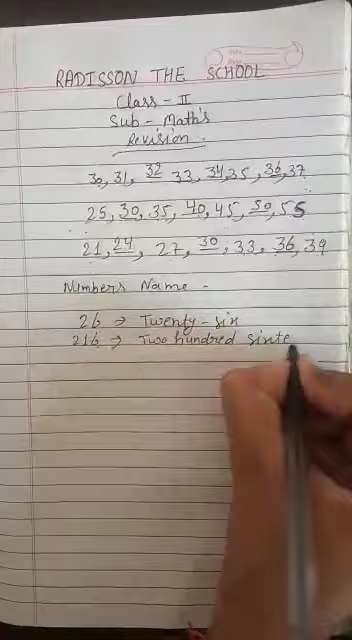 RADISSON THE SCHOOL
Class - II
Sub - Math's
Revision.
30, 31, 32 33, 34, 35, 36, 37
25, 30, 35, 40, 45, 50, 55
21, 24, 27, 30, 33, 36, 39
Numbers Name -
26 → Twenty-six
216 → Two hundred sixte